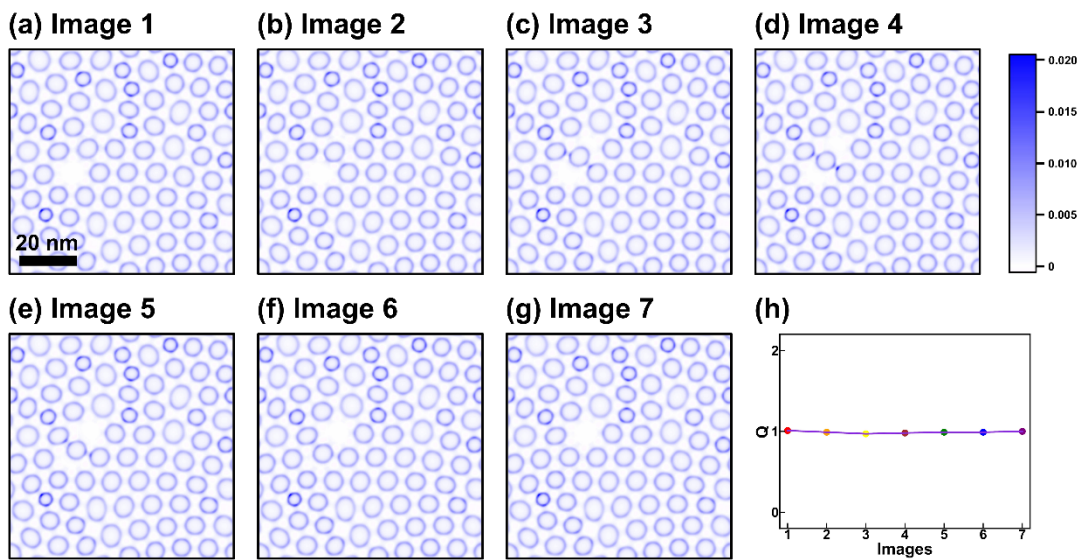 (a) Image 1
(b) Image 2
(c) Image 3
(d) Image 4
20 nm
0.020
0.015
0.010
0.005
0
(e) Image 5
(f) Image 6
(g) Image 7
(h)
2
1
0
Q
1 2 3 4 5 6 7
Images